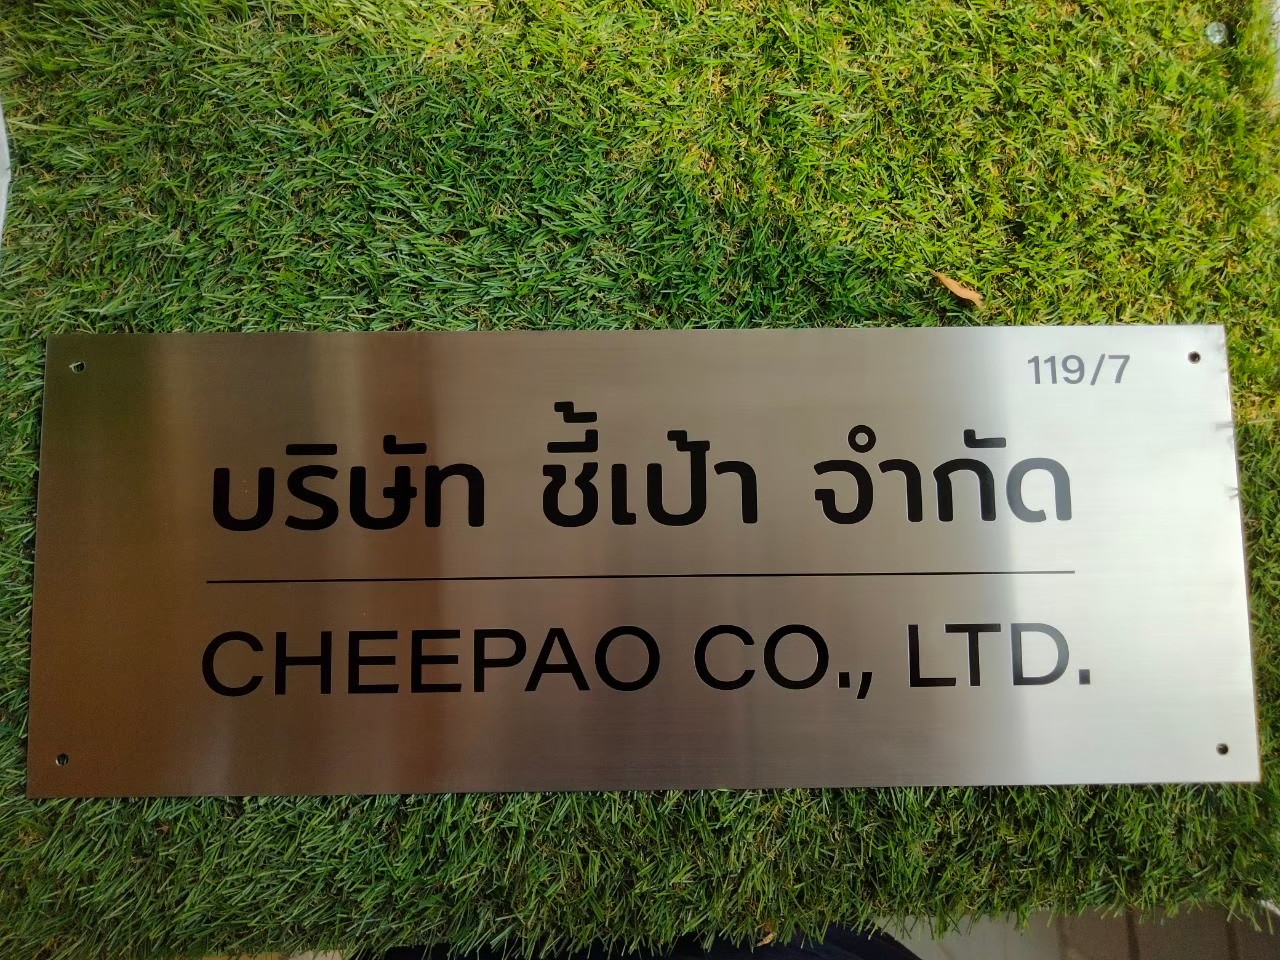 119/7
บริษัท ชี้เป้า จำกัด
CHEEPAO CO., LTD.